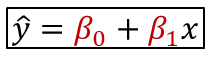 ŷ = β₀ + β₁x